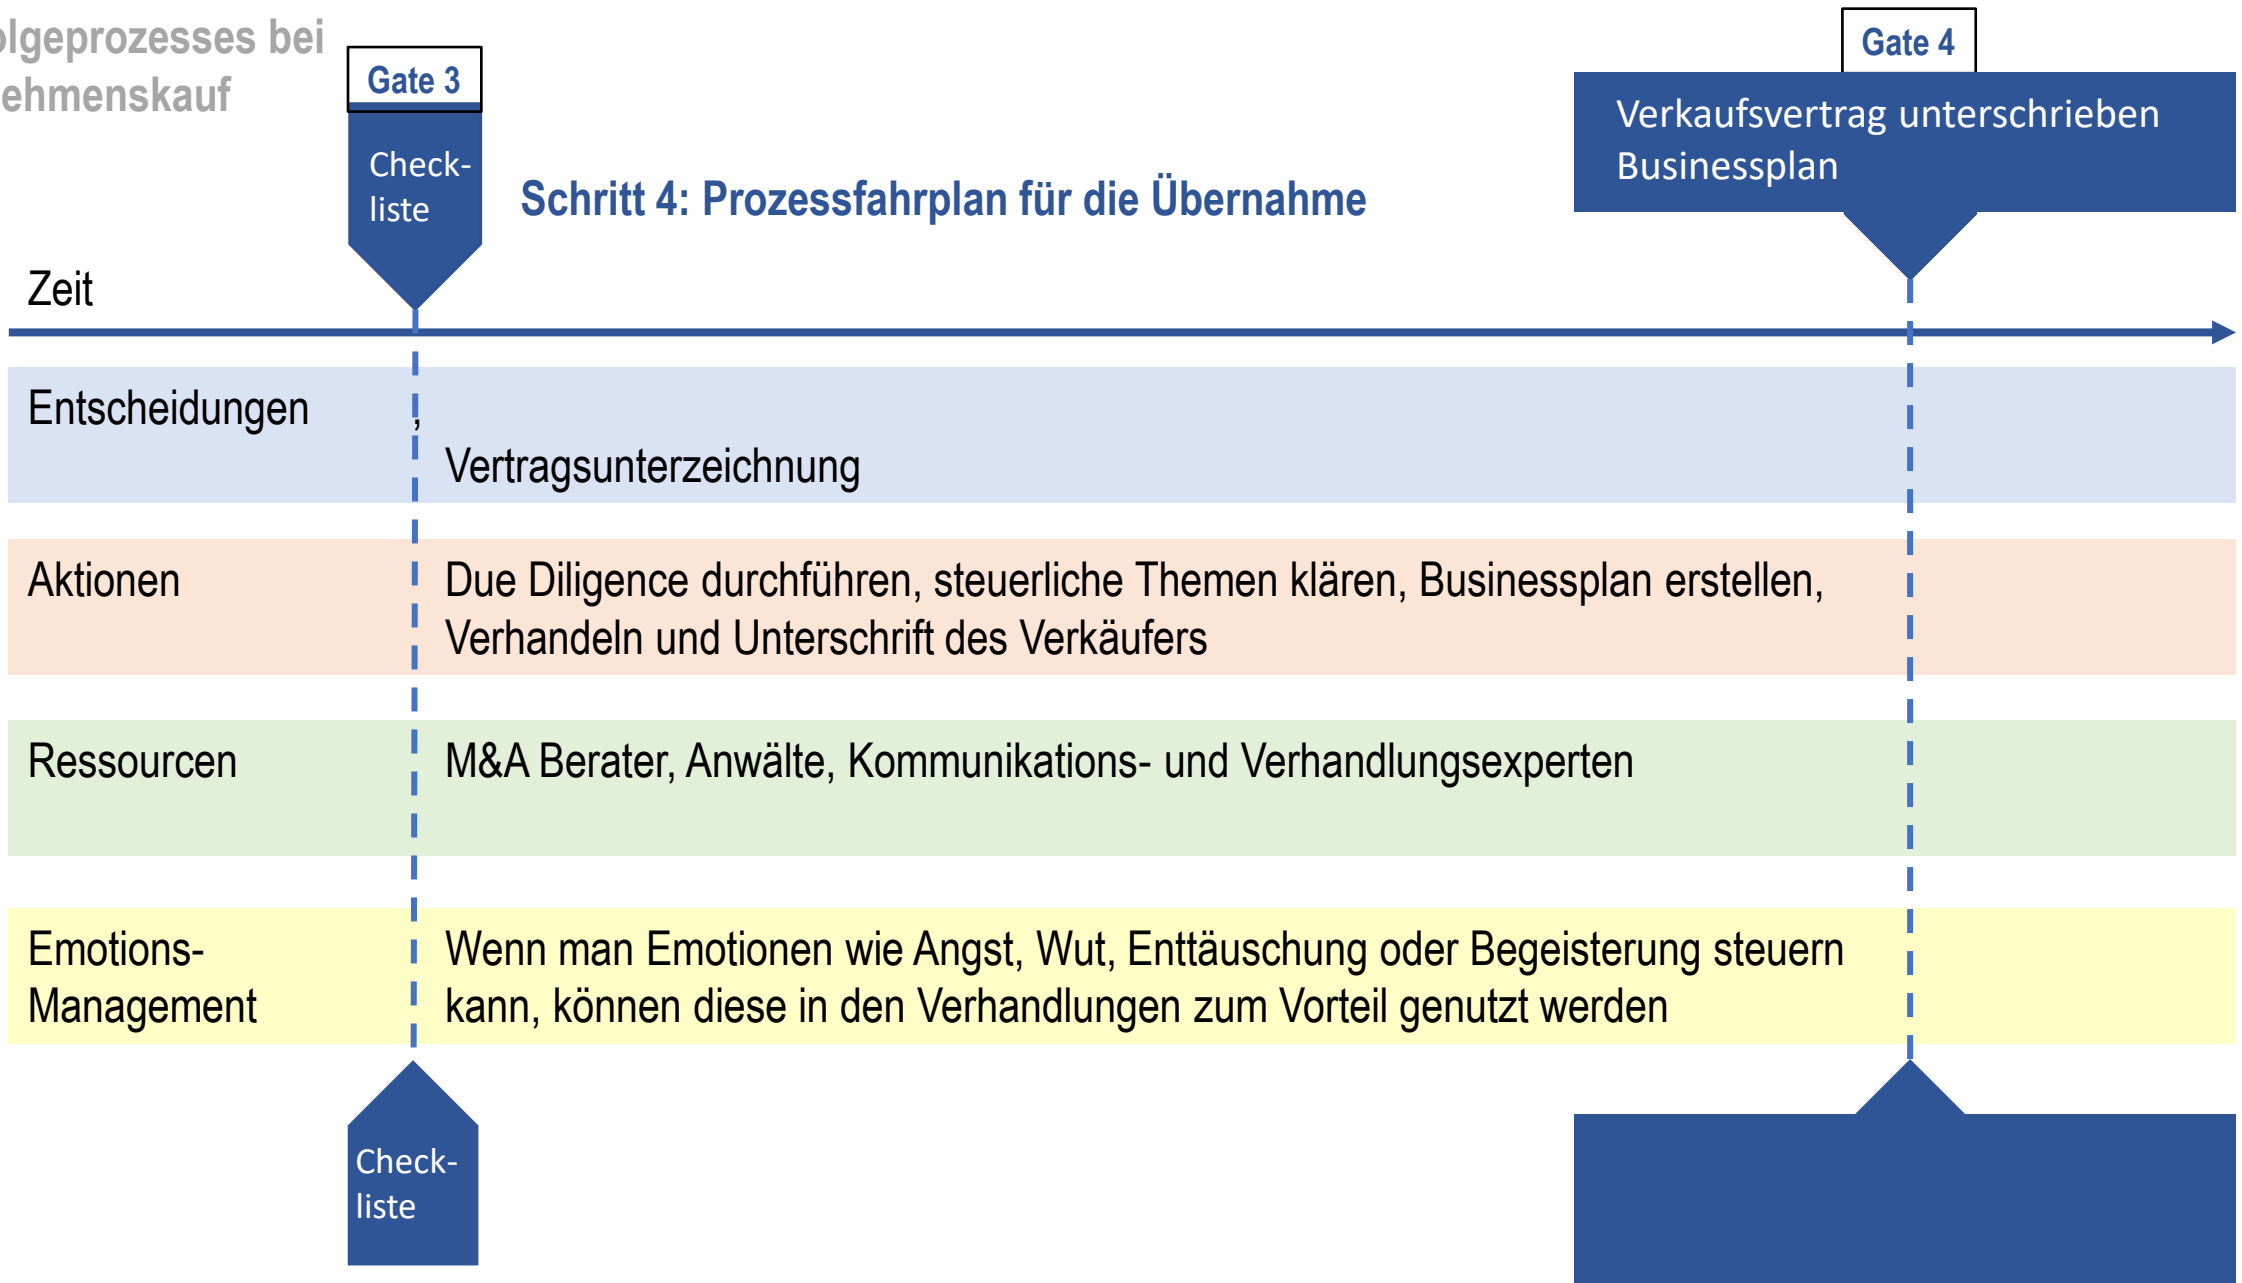 olgeprozesses bei
ehmenskauf
Gate 3
Check-
liste
Schritt 4: Prozessfahrplan für die Übernahme
Gate 4
Verkaufsvertrag unterschrieben
Businessplan
Zeit
Entscheidungen
,
Vertragsunterzeichnung
Aktionen
Due Diligence durchführen, steuerliche Themen klären, Businessplan erstellen,
Verhandeln und Unterschrift des Verkäufers
Ressourcen
M&A Berater, Anwälte, Kommunikations- und Verhandlungsexperten
Emotions-
Management
Wenn man Emotionen wie Angst, Wut, Enttäuschung oder Begeisterung steuern
kann, können diese in den Verhandlungen zum Vorteil genutzt werden
Check-
liste